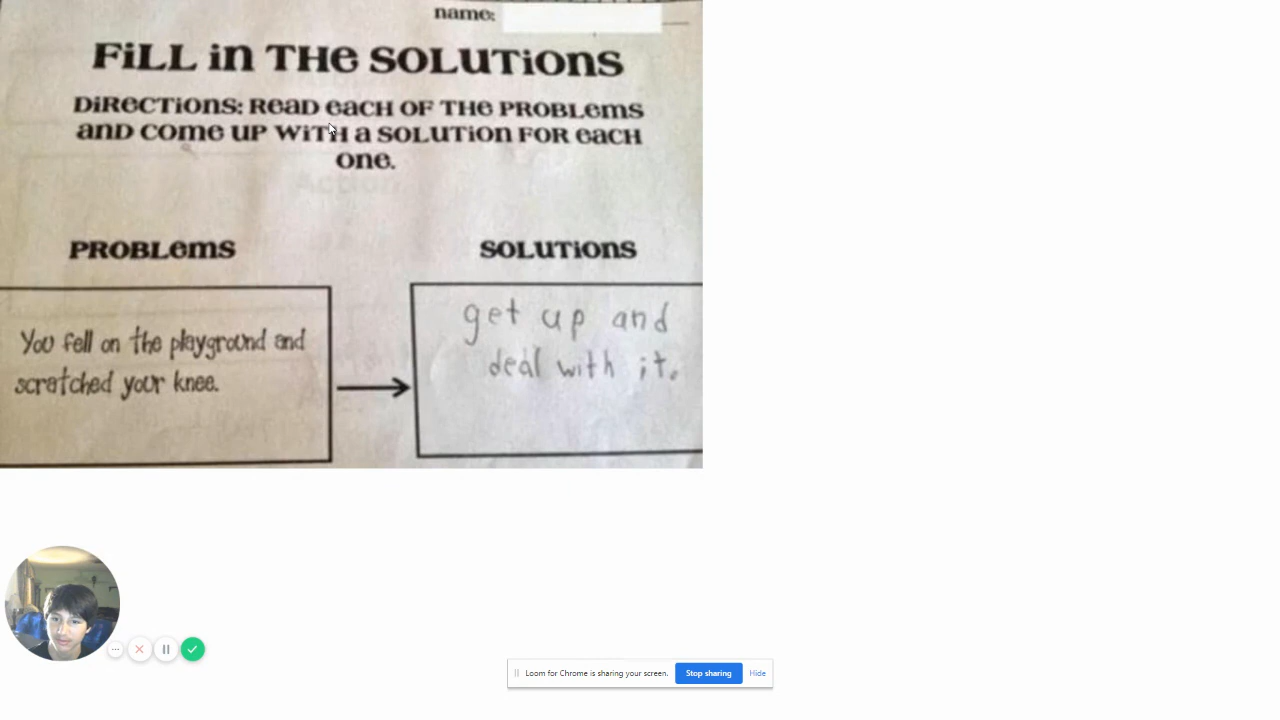 name:
FiLL in THe SOLUTiOnS
DiReCTiOnS: ReaD eaCH OF THe PROBLemS
anD COme UP WiTH a SOLUTiOn FOR eaCH
One.
PROBLemS
SOLUTiOnS
You fell on the playground and
scratched your knee.
get up and
deal with it.
Loom for Chrome is sharing your screen.
Stop sharing
Hide